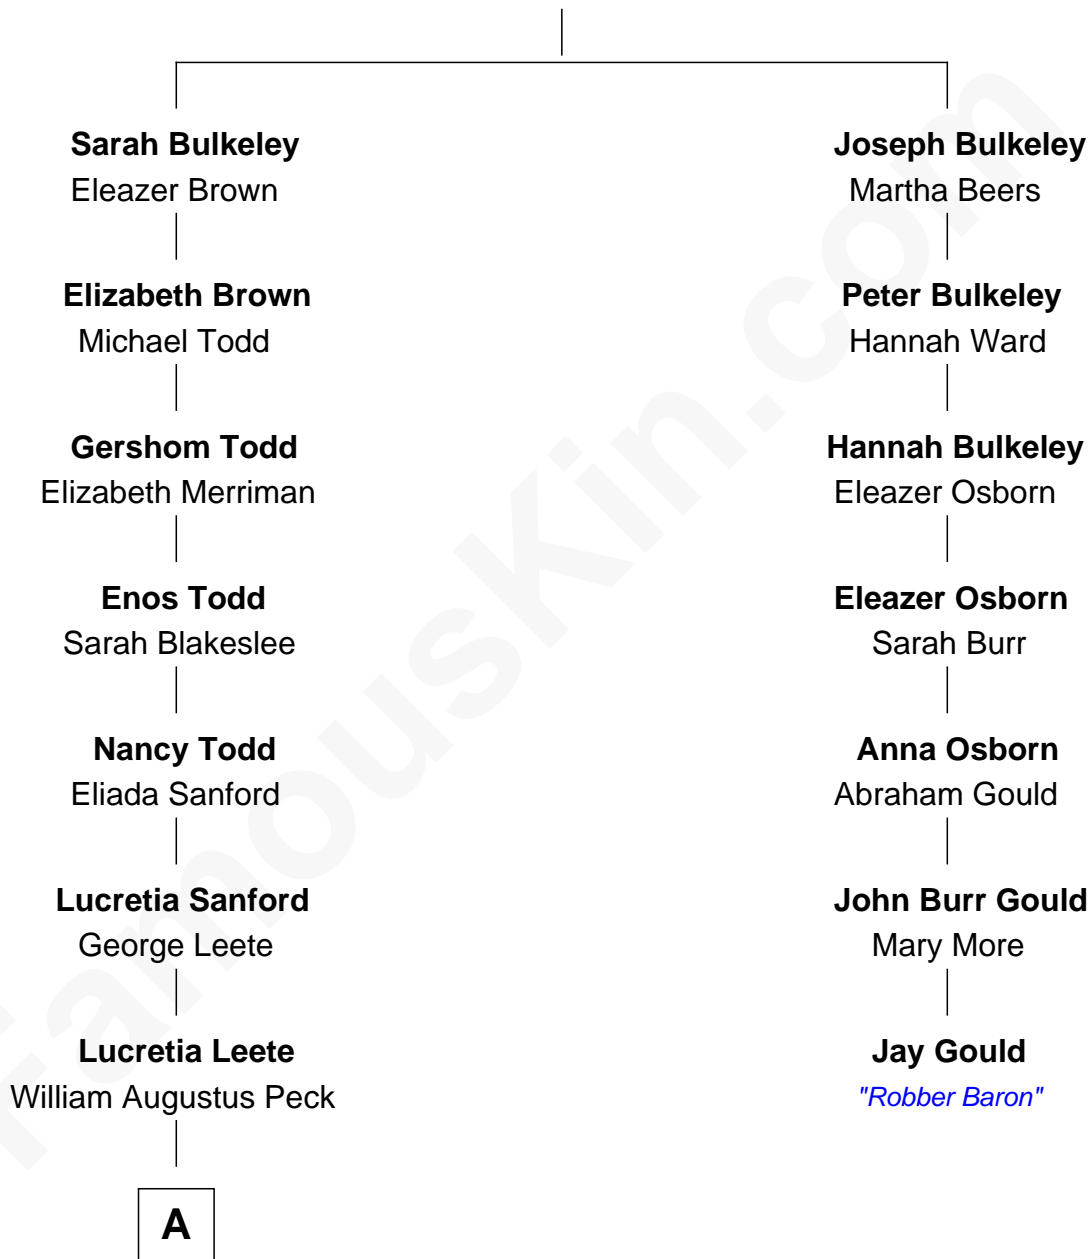 Sarah Bulkeley
Eleazer Brown
Elizabeth Brown
Michael Todd
Gershom Todd
Elizabeth Merriman
Enos Todd
Sarah Blakeslee
Nancy Todd
Eliada Sanford
Lucretia Sanford
George Leete
Lucretia Leete
William Augustus Peck
A
Joseph Bulkeley
Martha Beers
Peter Bulkeley
Hannah Ward
Hannah Bulkeley
Eleazer Osborn
Eleazer Osborn
Sarah Burr
Anna Osborn
Abraham Gould
John Burr Gould
Mary More
Jay Gould
"Robber Baron"
FamousKin.com